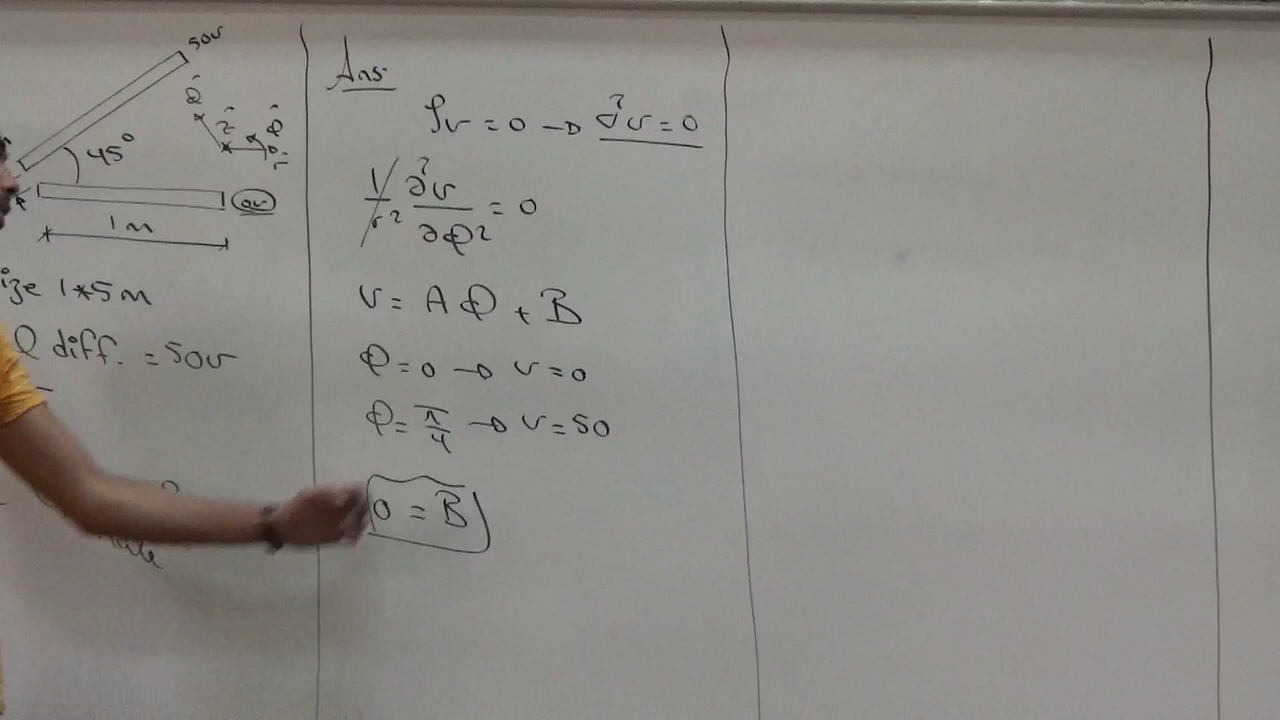 50v
45°
0v
1m
ize 1*5m
Q diff. = 50v
Ans.
ρv = 0 → ∂²v = 0
1/r² ∂²v/∂φ² = 0
v = Aφ + B
φ = 0 → v = 0
φ = π/4 → v = 50
0 = B